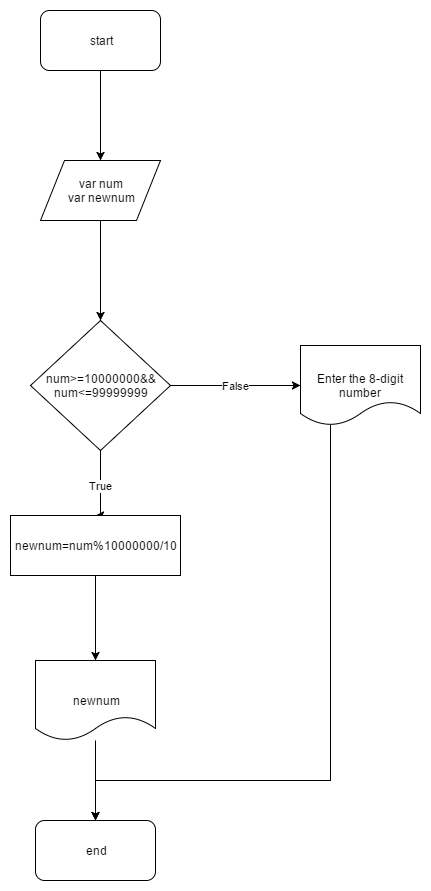 start
var num
var newnum
num>=10000000&&
num<=99999999
False
Enter the 8-digit
number
True
newnum=num%10000000/10
newnum
end